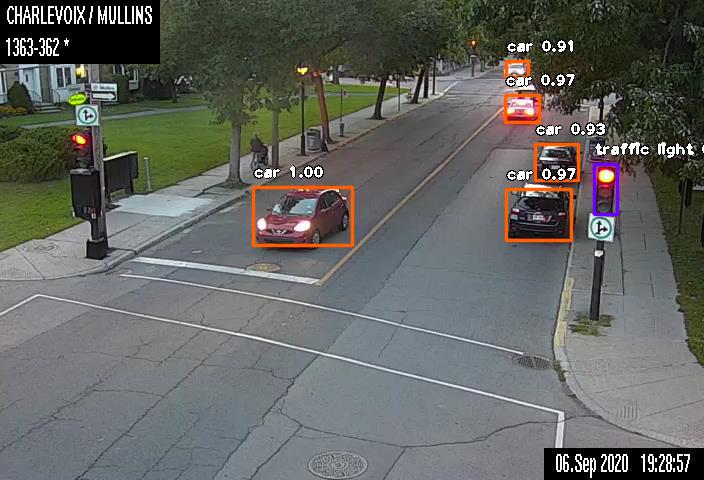 CHARLEVOIX / MULLINS
1363-362 *
car 0.91
car 0.97
car 0.93
traffic light
car 0.97
car 1.00
06.Sep 2020 19:28:57